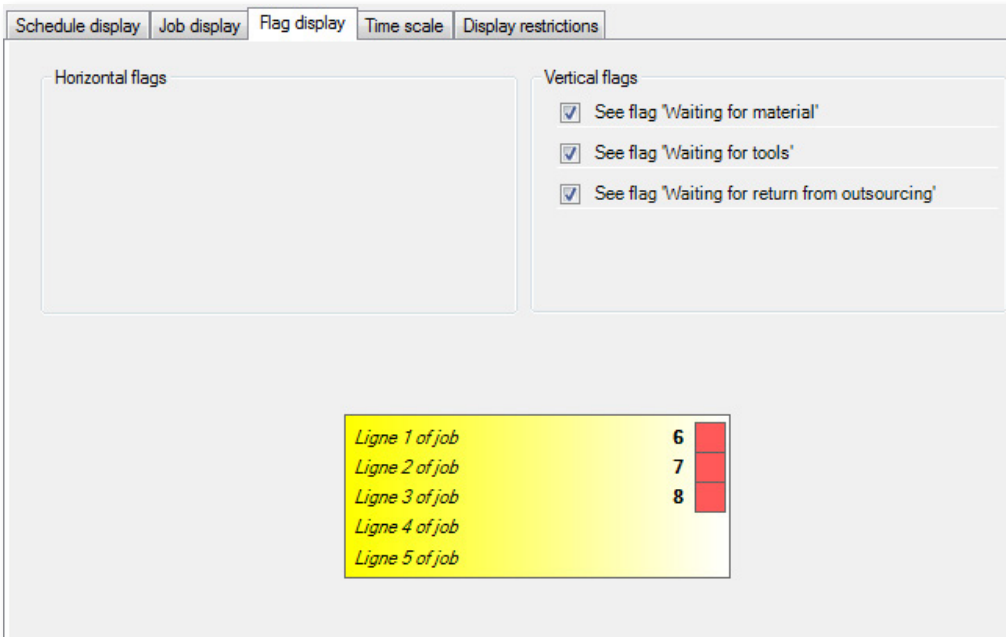 Schedule display Job display Flag display Time scale Display restrictions
Horizontal flags
Vertical flags
See flag 'Waiting for material'
See flag 'Waiting for tools'
See flag 'Waiting for return from outsourcing'
Ligne 1 of job 6
Ligne 2 of job 7
Ligne 3 of job 8
Ligne 4 of job
Ligne 5 of job